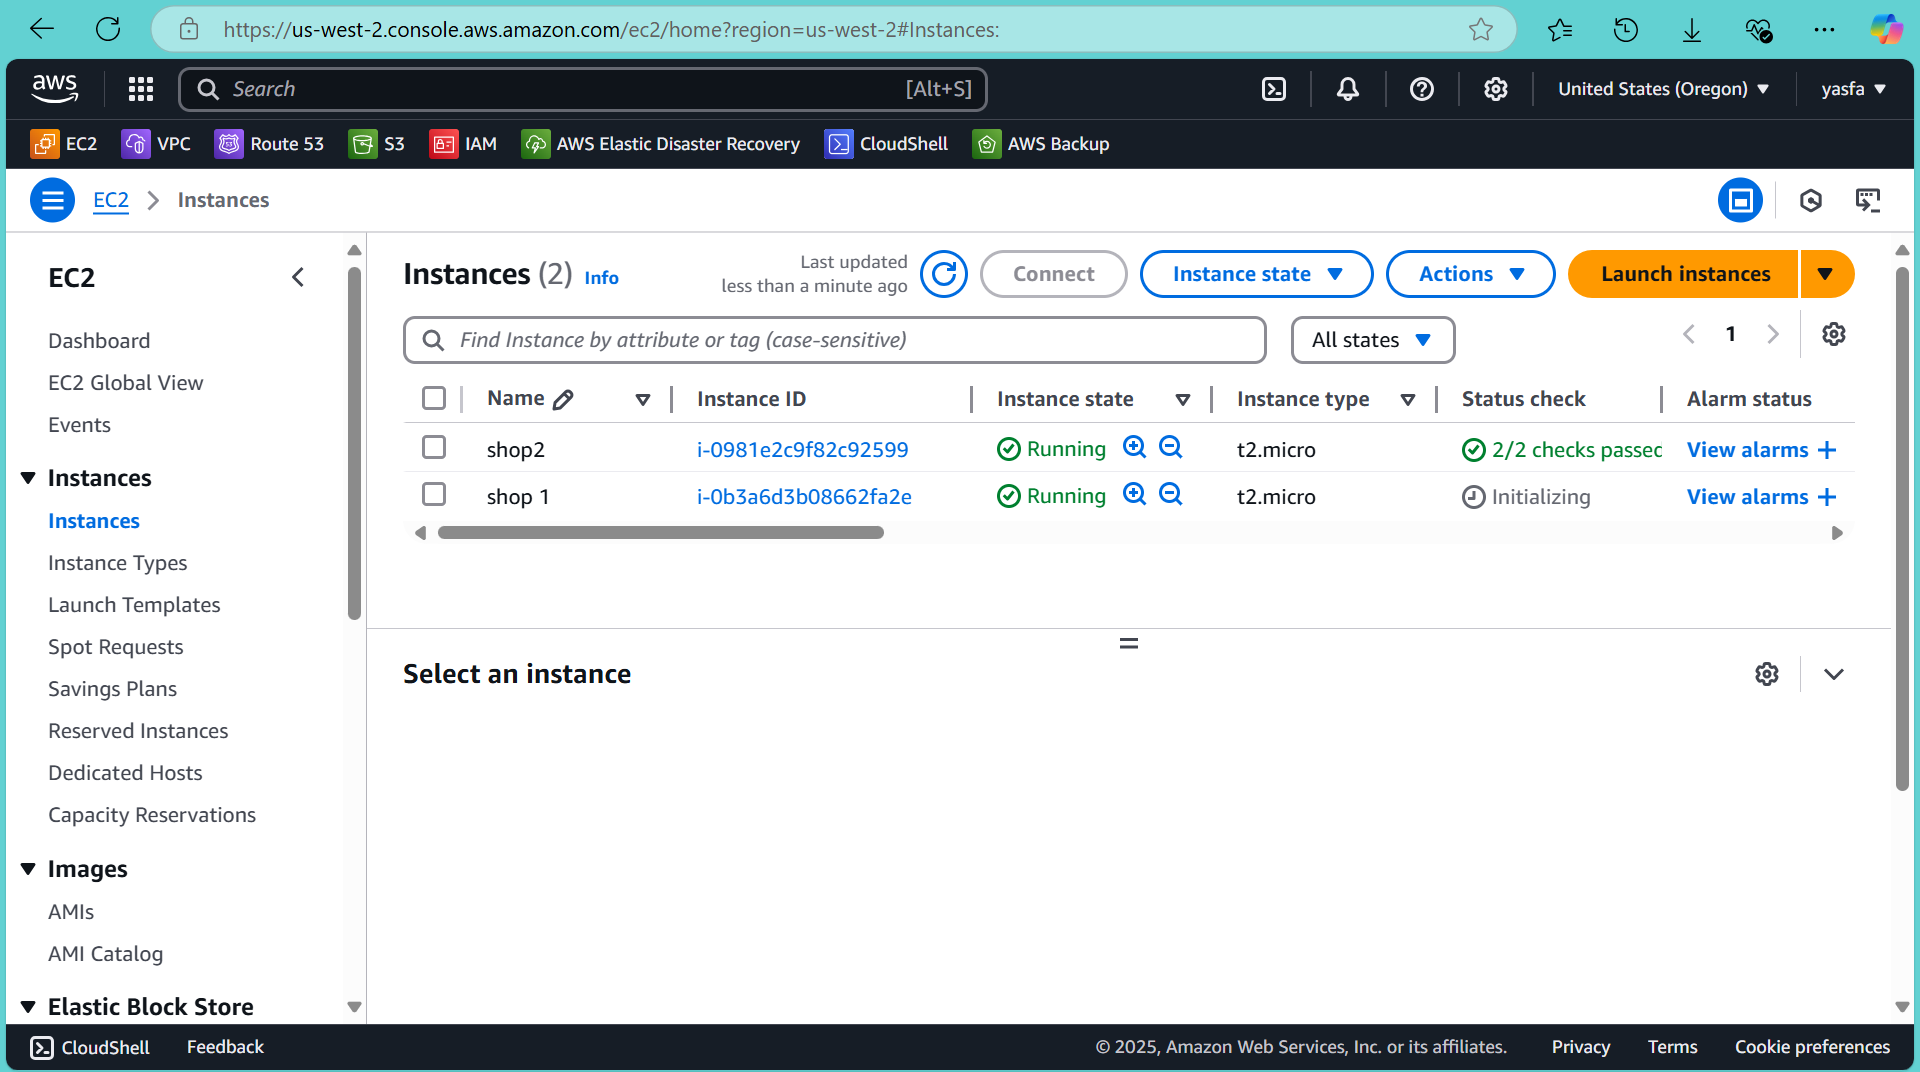 https://us-west-2.console.aws.amazon.com/ec2/home?region=us-west-2#Instances:
aws
Search [Alt+S]
United States (Oregon)
yasfa
EC2 VPC Route 53 S3 IAM AWS Elastic Disaster Recovery CloudShell AWS Backup
EC2 Instances
EC2
Dashboard
EC2 Global View
Events
Instances
Instances
Instance Types
Launch Templates
Spot Requests
Savings Plans
Reserved Instances
Dedicated Hosts
Capacity Reservations
Images
AMIs
AMI Catalog
Elastic Block Store
Instances (2) Info
Last updated
less than a minute ago
Connect Instance state Actions Launch instances
Find Instance by attribute or tag (case-sensitive)
All states
1
Name Instance ID Instance state Instance type Status check Alarm status
shop2 i-0981e2c9f82c92599 Running t2.micro 2/2 checks passed View alarms +
shop 1 i-0b3a6d3b08662fa2e Running t2.micro Initializing View alarms +
Select an instance
CloudShell Feedback © 2025, Amazon Web Services, Inc. or its affiliates. Privacy Terms Cookie preferences